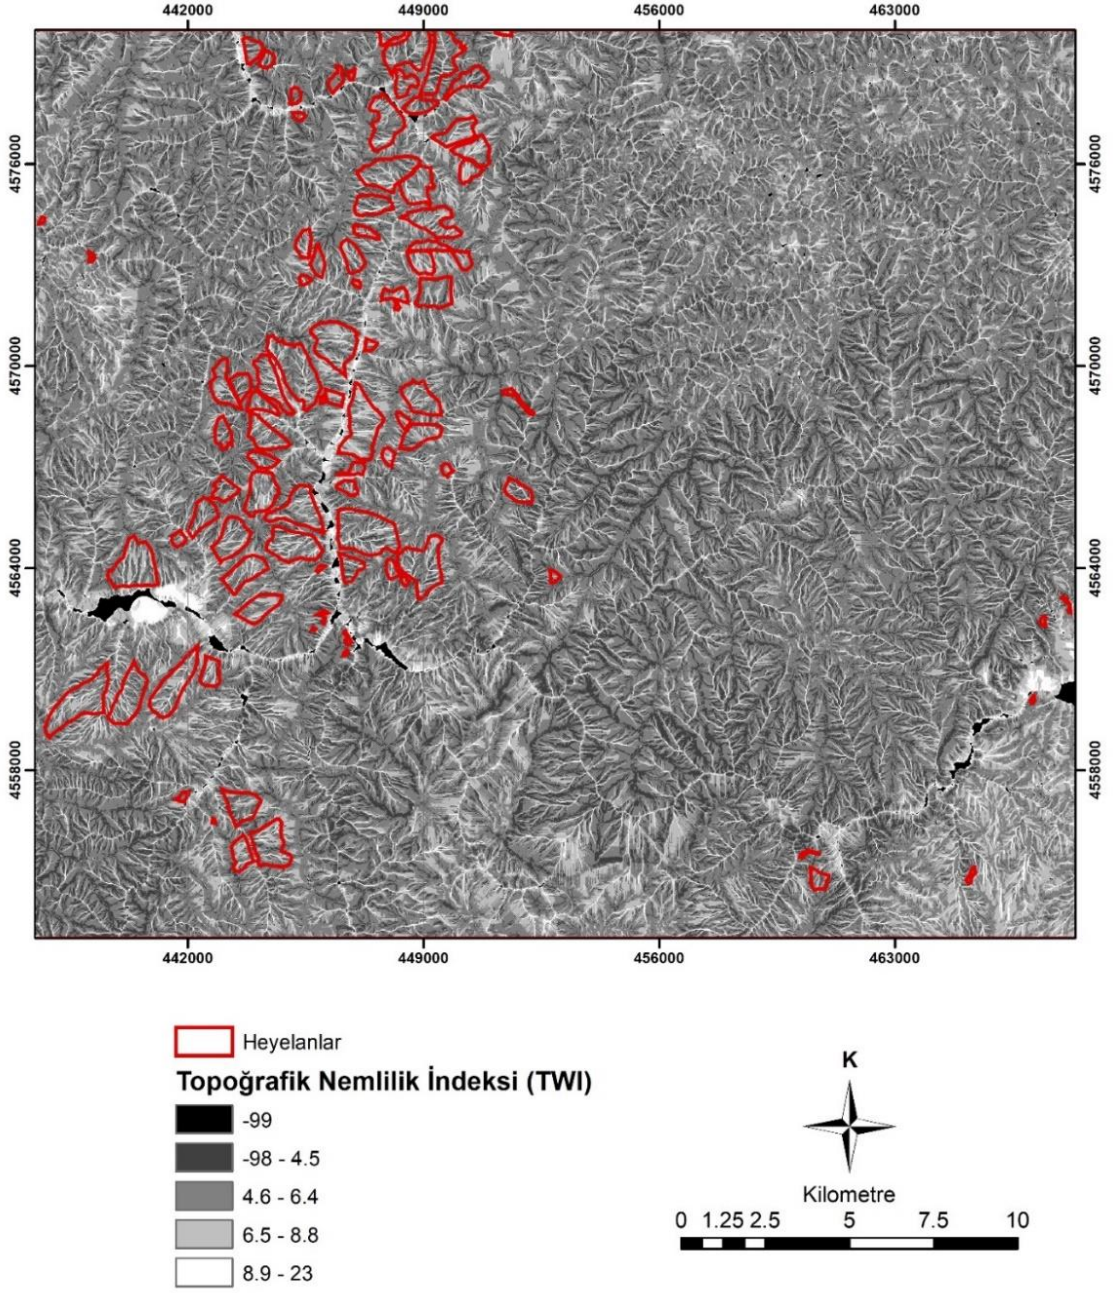 442000 449000 456000 463000
4576000 4576000
4570000 4570000
4564000 4564000
4558000 4558000
442000 449000 456000 463000
Heyelanlar
Topoğrafik Nemlilik İndeksi (TWI)
-99
-98 - 4.5
4.6 - 6.4
6.5 - 8.8
8.9 - 23
K
Kilometre
0 1.25 2.5 5 7.5 10